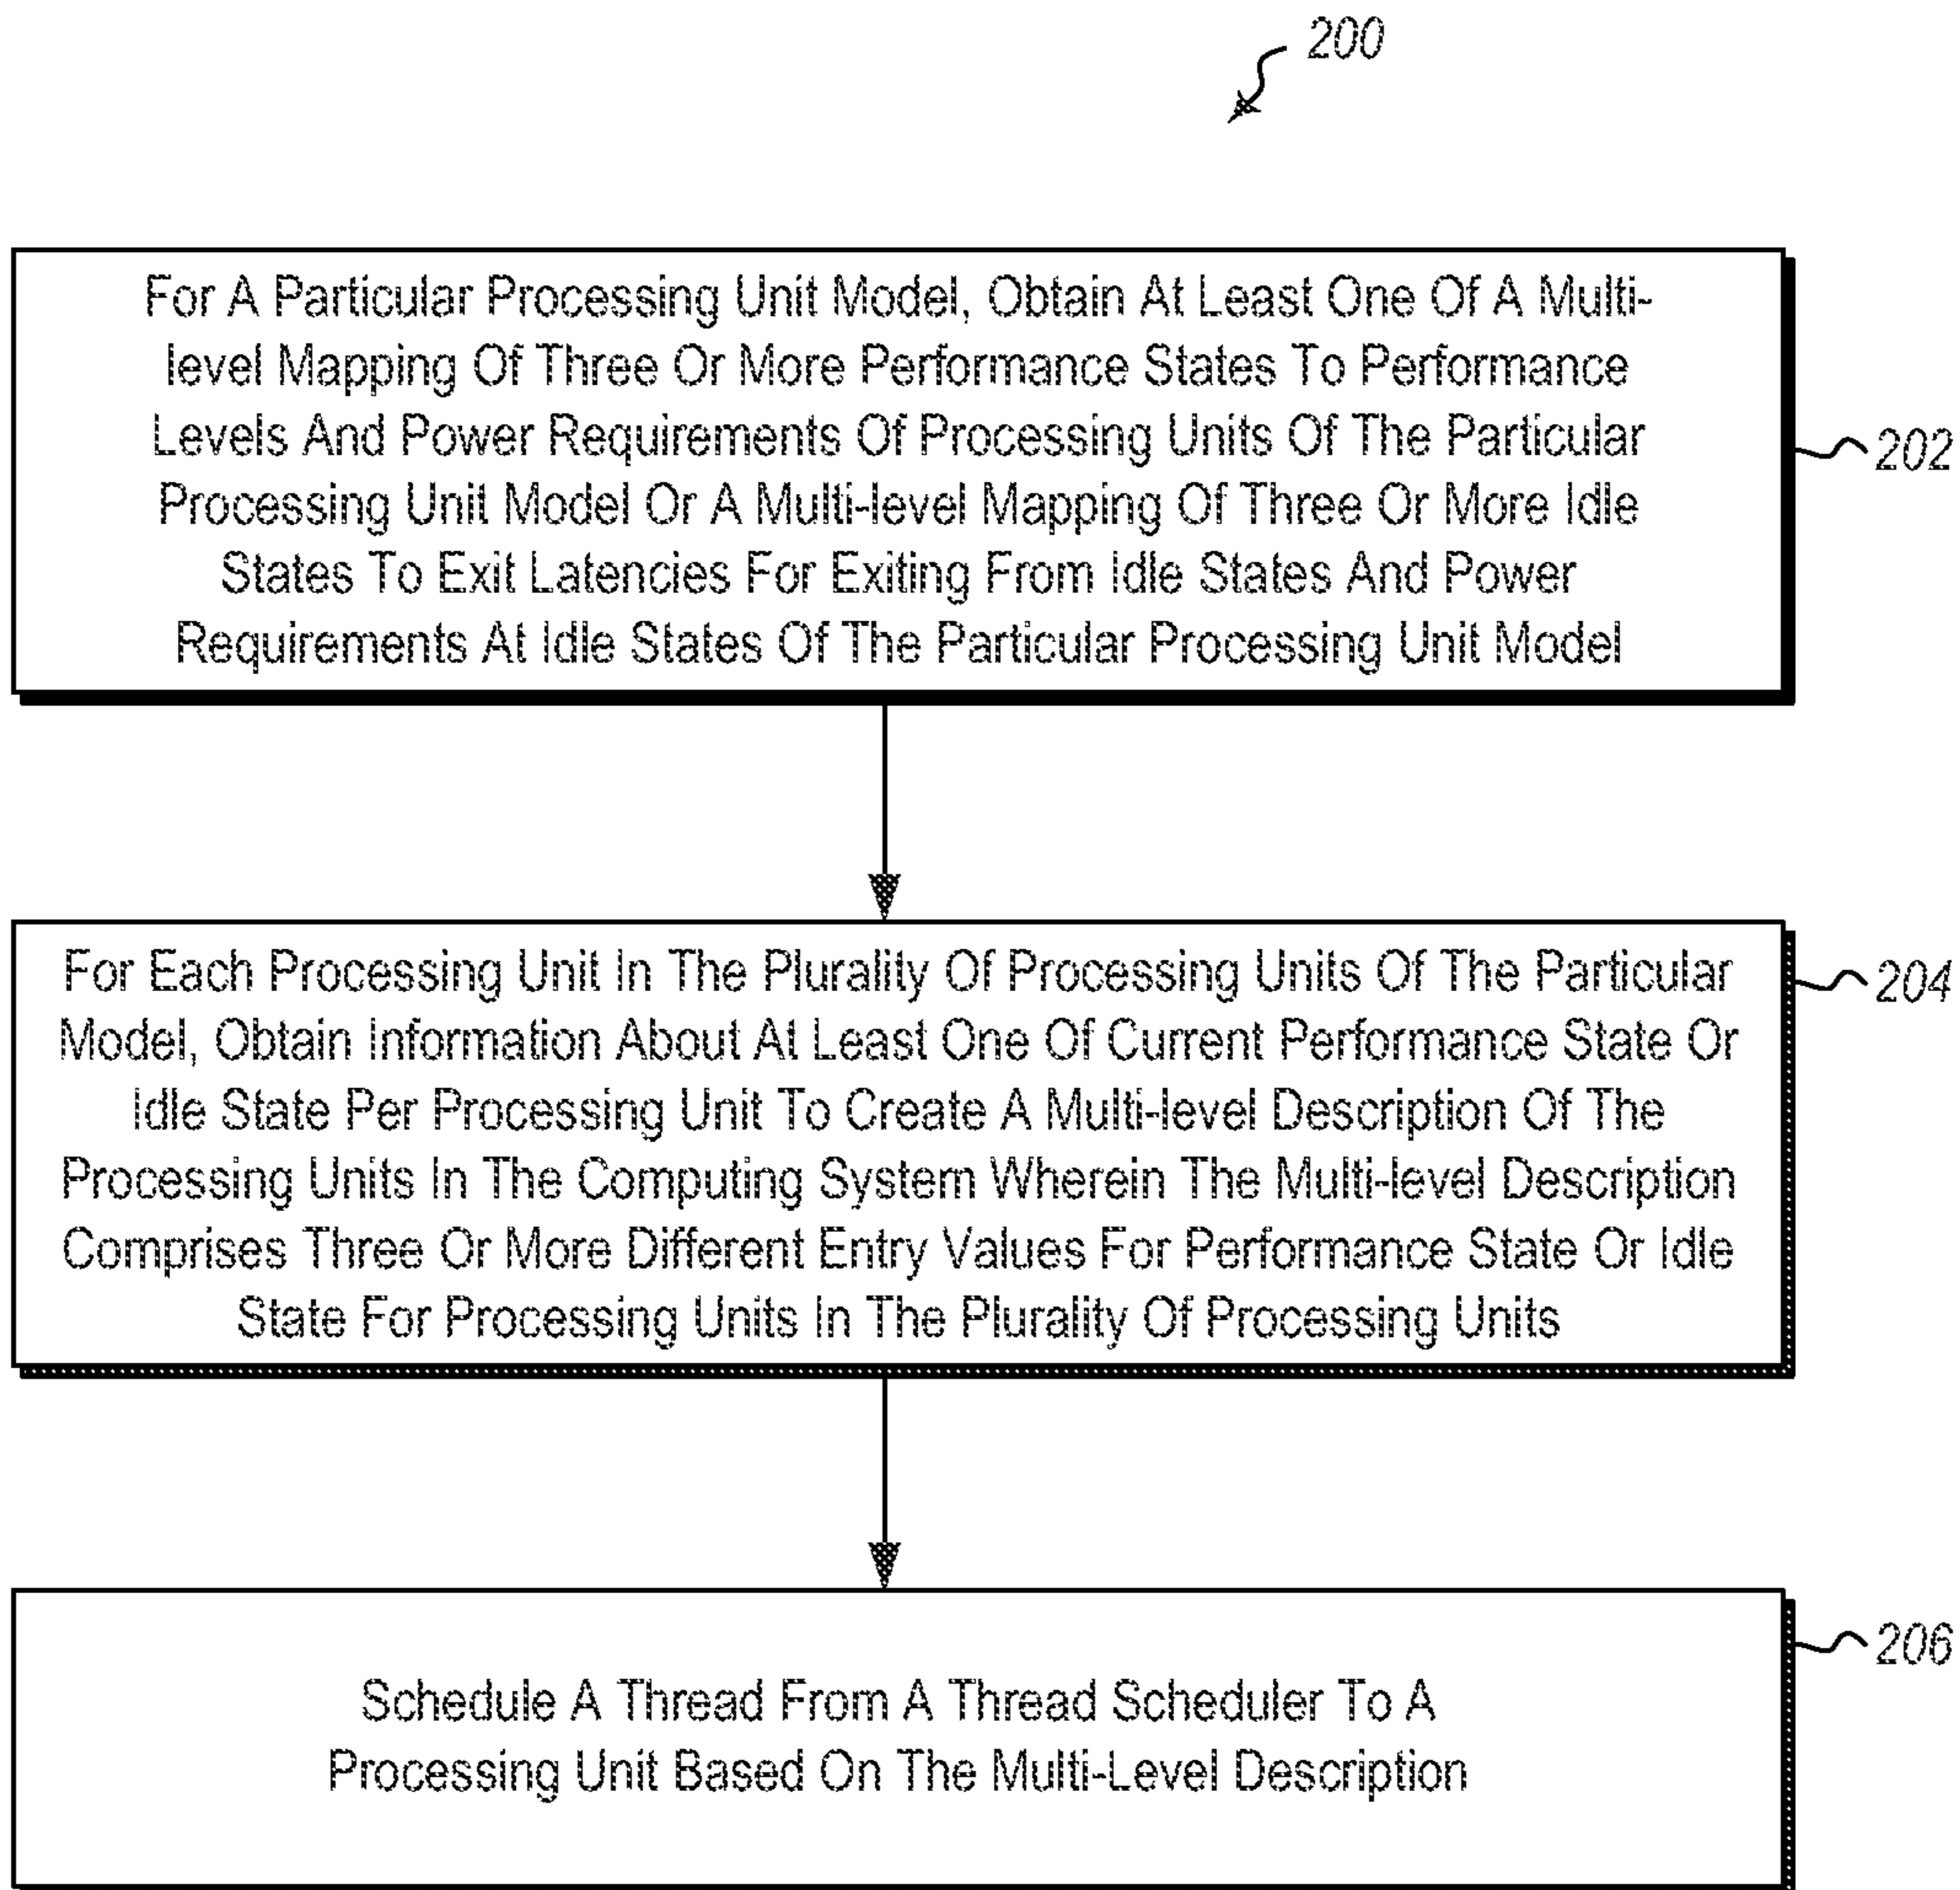 200
For A Particular Processing Unit Model, Obtain At Least One Of A Multi-
level Mapping Of Three Or More Performance States To Performance
Levels And Power Requirements Of Processing Units Of The Particular
Processing Unit Model Or A Multi-level Mapping Of Three Or More Idle
States To Exit Latencies For Exiting From Idle States And Power
Requirements At Idle States Of The Particular Processing Unit Model
202
For Each Processing Unit In The Plurality Of Processing Units Of The Particular
Model, Obtain Information About At Least One Of Current Performance State Or
Idle State Per Processing Unit To Create A Multi-level Description Of The
Processing Units In The Computing System Wherein The Multi-level Description
Comprises Three Or More Different Entry Values For Performance State Or Idle
State For Processing Units In The Plurality Of Processing Units
204
Schedule A Thread From A Thread Scheduler To A
Processing Unit Based On The Multi-Level Description
206